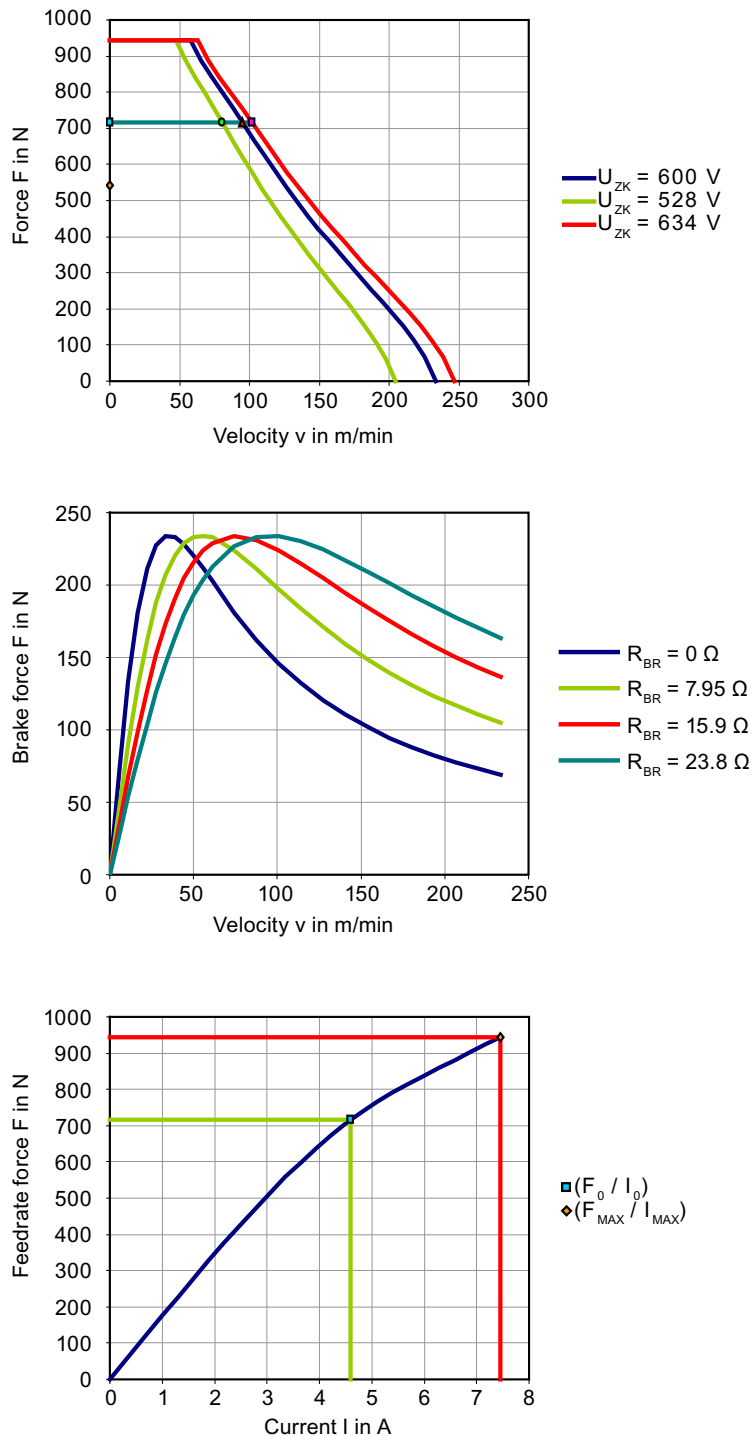 1000
900
800
700
600
500
400
300
200
100
0
0 50 100 150 200 250 300
Force F in N
Velocity v in m/min
U_ZK = 600 V
U_ZK = 528 V
U_ZK = 634 V
250
200
150
100
50
0
0 50 100 150 200 250
Brake force F in N
Velocity v in m/min
R_BR = 0 Ω
R_BR = 7.95 Ω
R_BR = 15.9 Ω
R_BR = 23.8 Ω
1000
900
800
700
600
500
400
300
200
100
0
0 1 2 3 4 5 6 7 8
Feedrate force F in N
Current I in A
(F_0 / I_0)
(F_MAX / I_MAX)